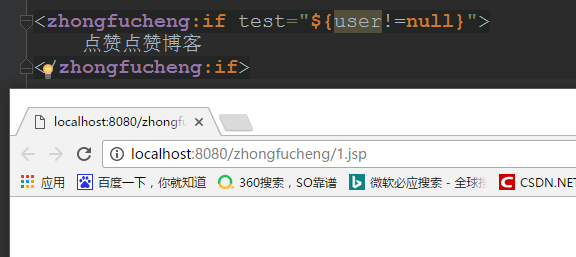 <zhongfucheng:if test="${user!=null}">
点赞点赞博客
</zhongfucheng:if>
localhost:8080/zhongfu
localhost:8080/zhongfucheng/1.jsp
应用 百度一下，你就知道 360搜索，SO靠谱 微软必应搜索 - 全球 CSDN.NET